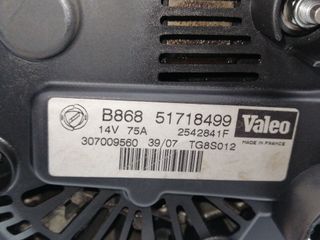 B868 51718499 Valeo
14V 75A 2542841F
307009560 39/07 TG8S012 MADE IN FRANCE